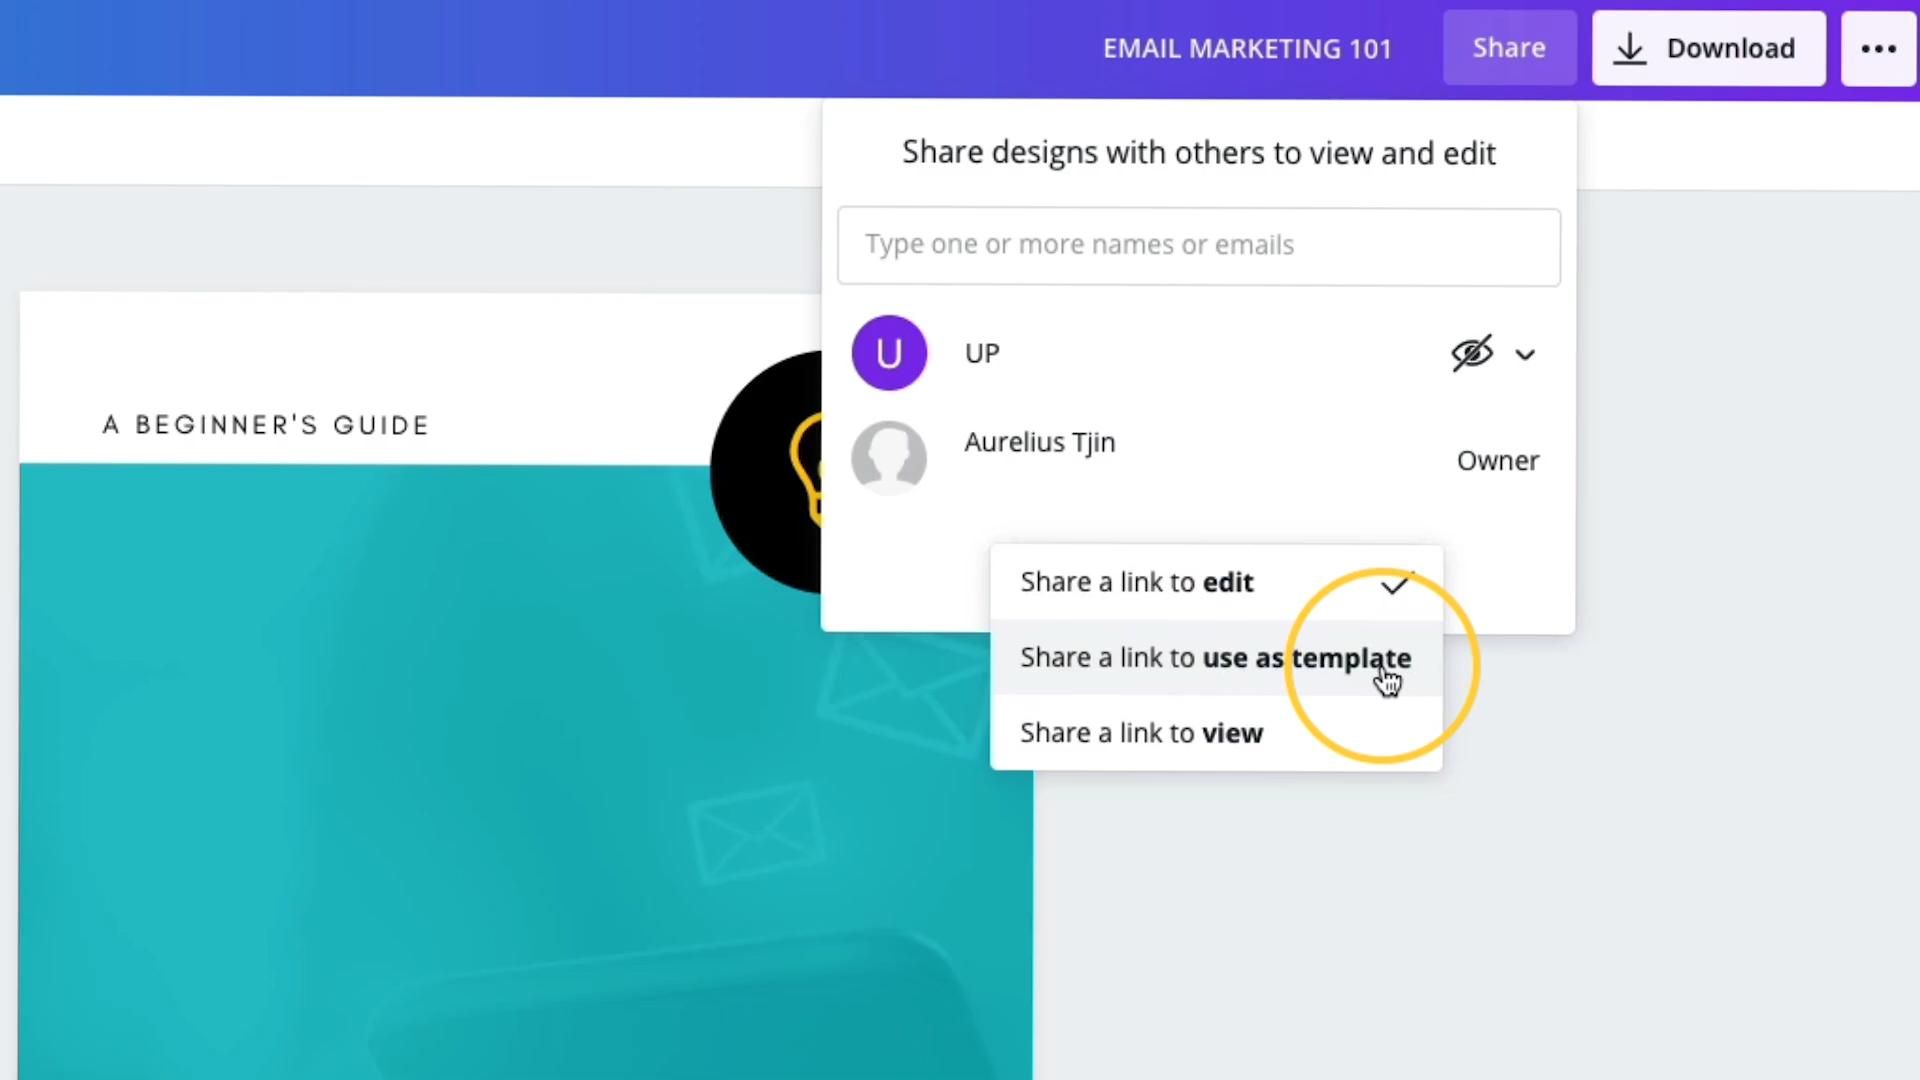 EMAIL MARKETING 101
Share
Download
Share designs with others to view and edit
Type one or more names or emails
U
UP
A BEGINNER'S GUIDE
Aurelius Tjin
Owner
Share a link to edit
Share a link to use as template
Share a link to view